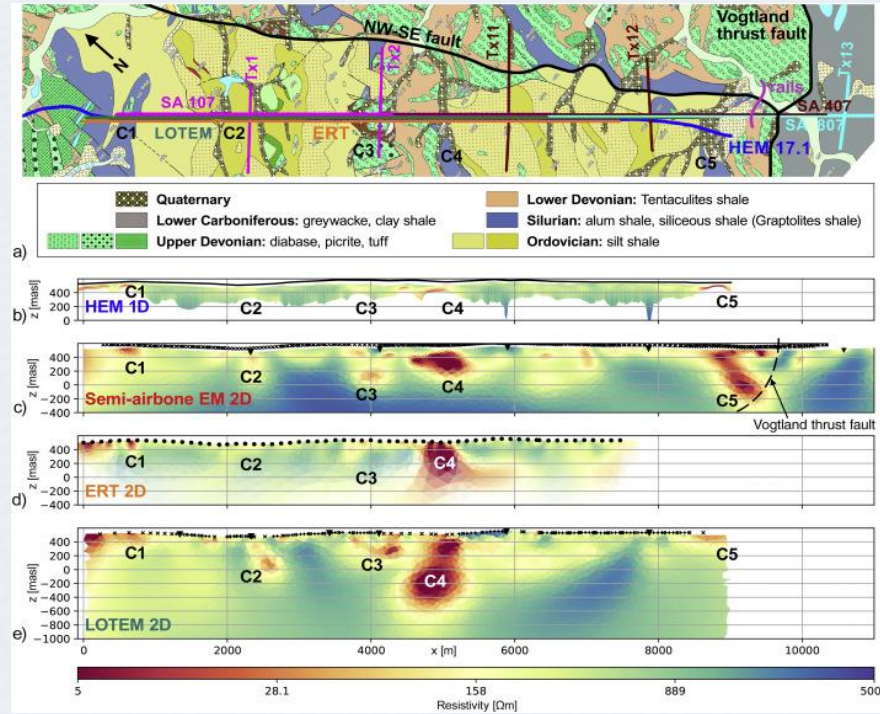 NW-SE fault
Vogtland
thrust fault
N
Tx1
Tx2
Tx11
Tx12
Tx13
rails
SA 107
SA 407
SA 307
C1
LOTEM
C2
ERT
C3
C4
C5
HEM 17.1
a)
Quaternary
Lower Carboniferous: greywacke, clay shale
Upper Devonian: diabase, picrite, tuff
Lower Devonian: Tentaculites shale
Silurian: alum shale, siliceous shale (Graptolites shale)
Ordovician: silt shale
b)
z [masl]
400
200
0
HEM 1D
C1
C2
C3
C4
C5
c)
z [masl]
400
200
0
−200
−400
Semi-airbone EM 2D
C1
C2
C3
C4
C5
Vogtland thrust fault
d)
z [masl]
400
200
0
−200
−400
ERT 2D
C1
C2
C3
C4
e)
z [masl]
400
200
0
−200
−400
−600
−800
−1000
LOTEM 2D
C1
C2
C3
C4
C5
0 2000 4000 6000 8000 10000
x [m]
5 28.1 158 889 500
Resistivity [Ωm]